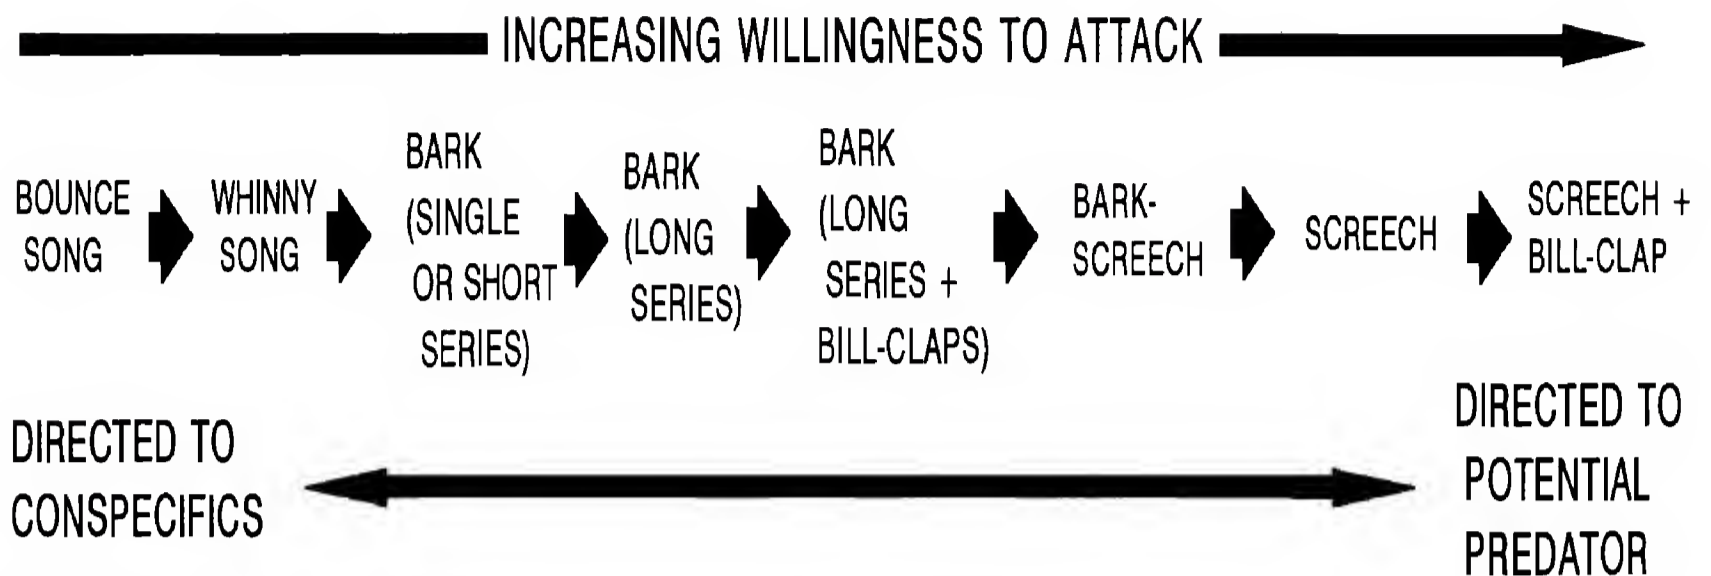 INCREASING WILLINGNESS TO ATTACK
BOUNCE
SONG
WHINNY
SONG
BARK
(SINGLE
OR SHORT
SERIES)
BARK
(LONG
SERIES)
BARK
(LONG
SERIES +
BILL-CLAPS)
BARK-
SCREECH
SCREECH
SCREECH +
BILL-CLAP
DIRECTED TO
CONSPECIFICS
DIRECTED TO
POTENTIAL
PREDATOR